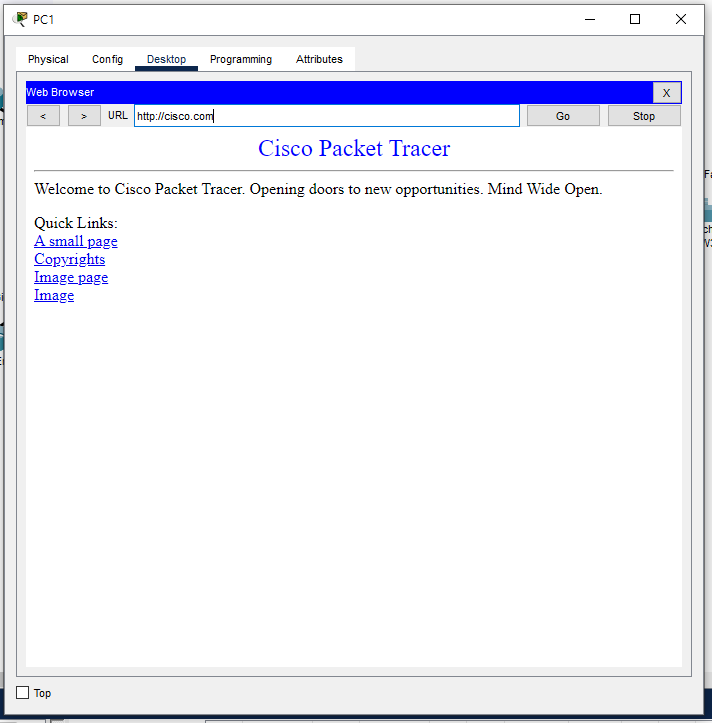 PC1
Physical Config Desktop Programming Attributes
Web Browser X
< > URL http://cisco.com Go Stop
Cisco Packet Tracer
Welcome to Cisco Packet Tracer. Opening doors to new opportunities. Mind Wide Open.
Quick Links:
A small page
Copyrights
Image page
Image
Top